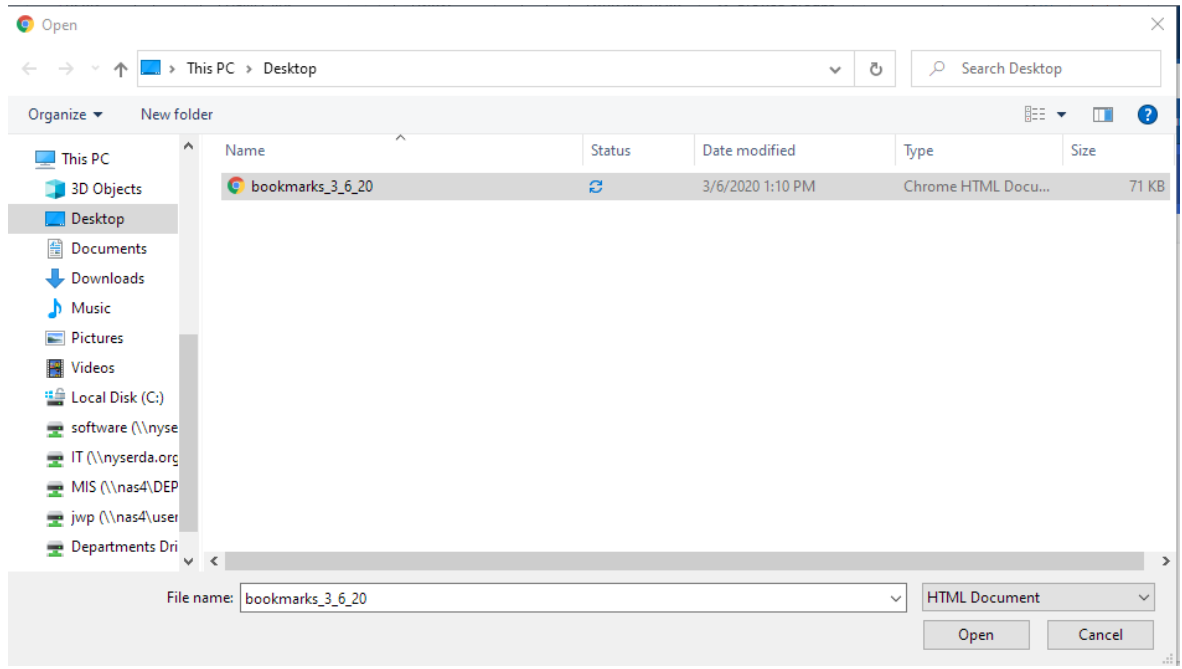 Open
This PC > Desktop
Search Desktop
Organize
New folder
Name
Status
Date modified
Type
Size
This PC
3D Objects
Desktop
Documents
Downloads
Music
Pictures
Videos
Local Disk (C:)
software (\\nyse
IT (\\nyserda.org
MIS (\\nas4\DEP
jwp (\\nas4\user
Departments Dri
bookmarks_3_6_20
3/6/2020 1:10 PM
Chrome HTML Docu...
71 KB
File name: bookmarks_3_6_20
HTML Document
Open
Cancel